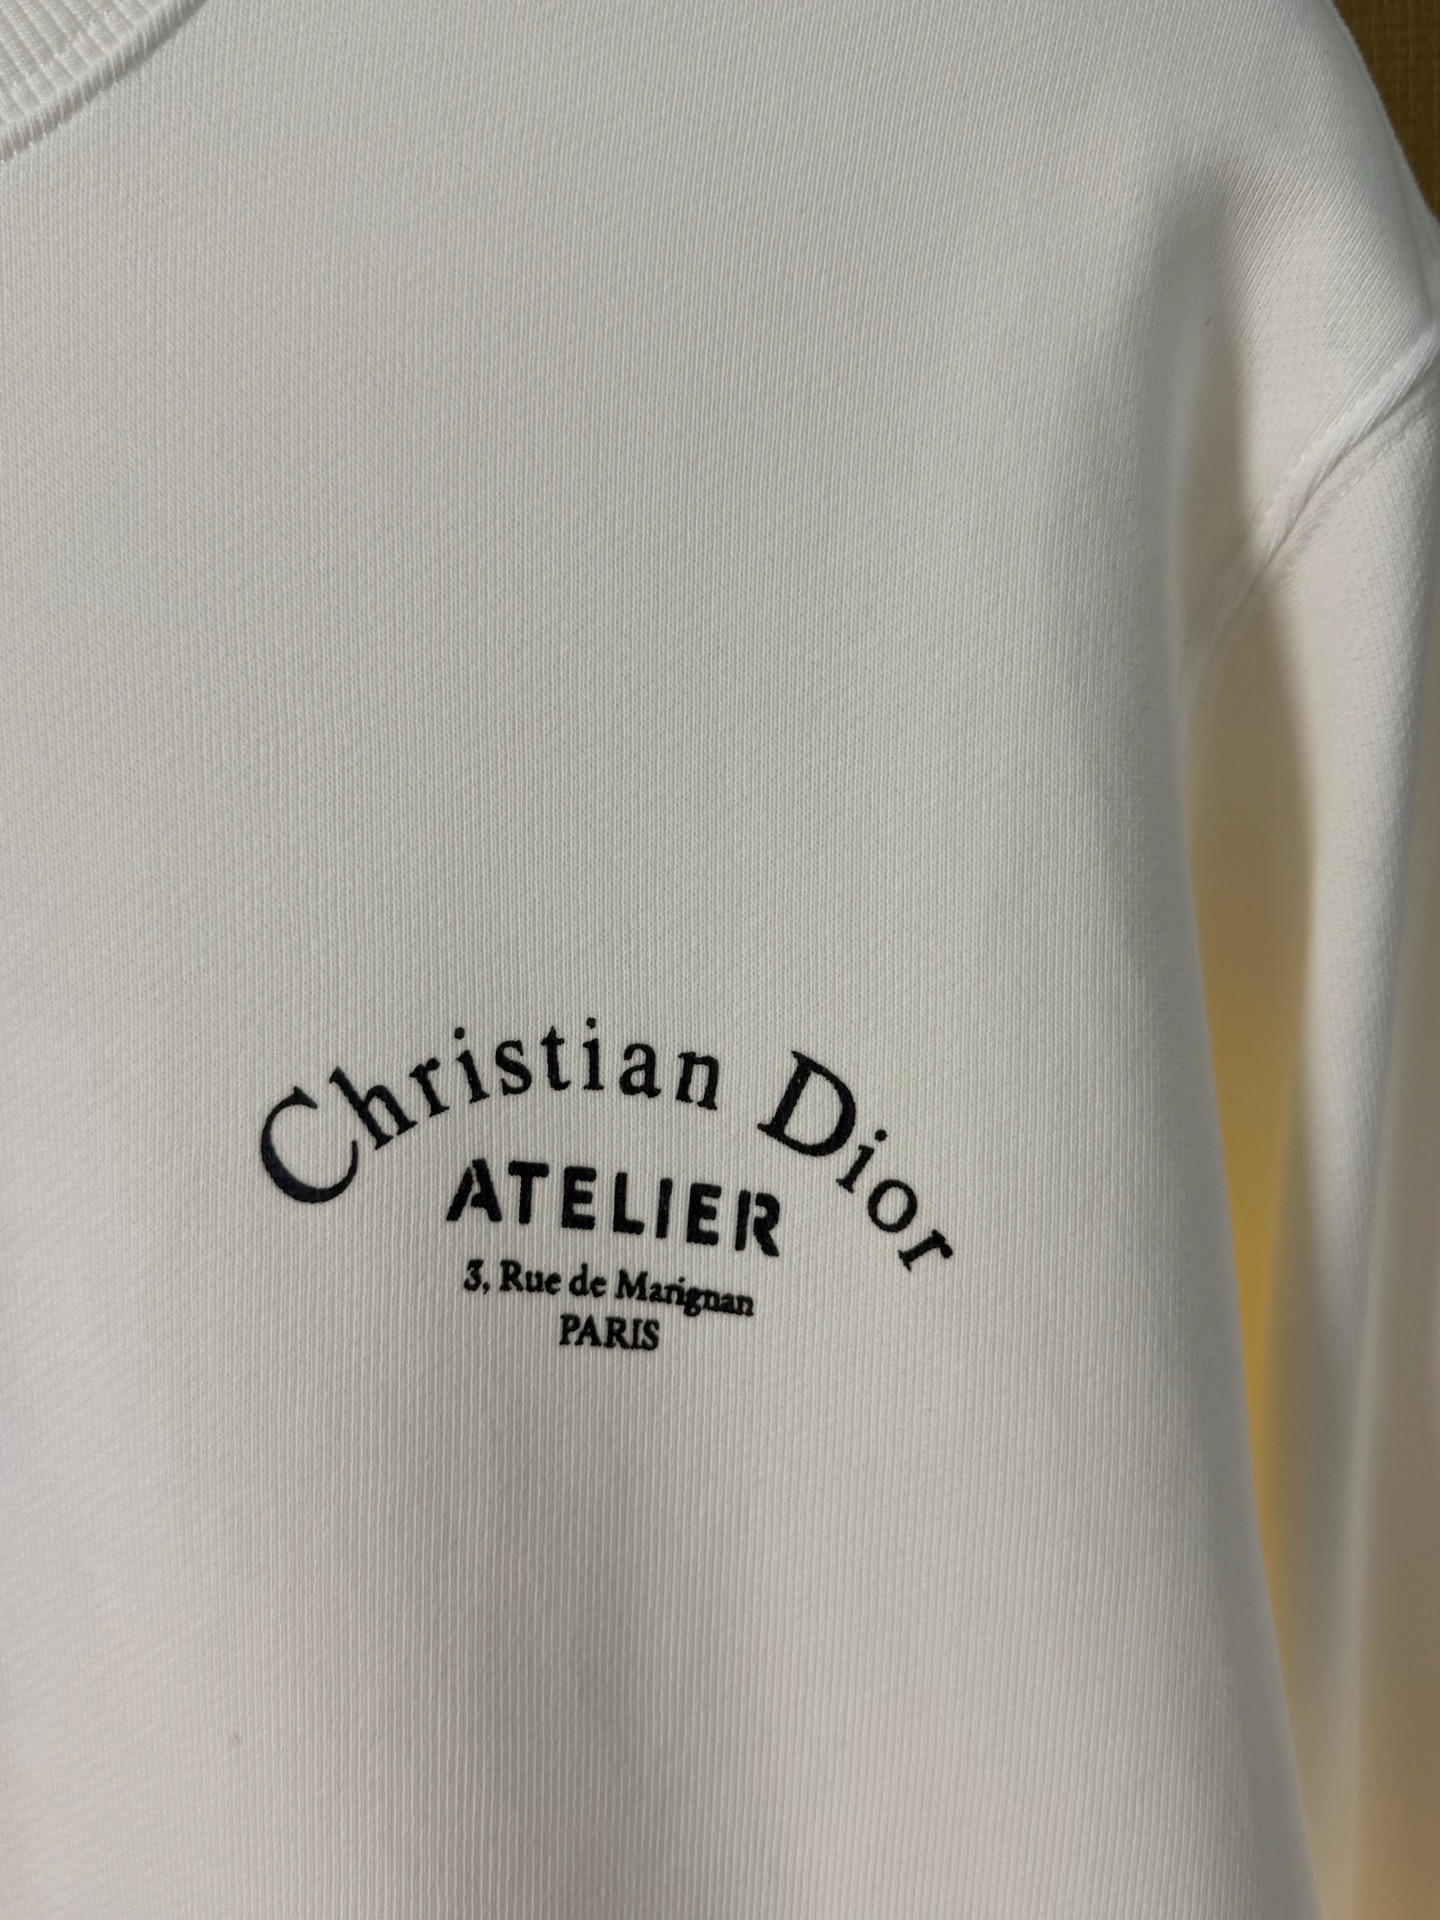 Christian Dior
ATELIER
3, Rue de Marignan
PARIS